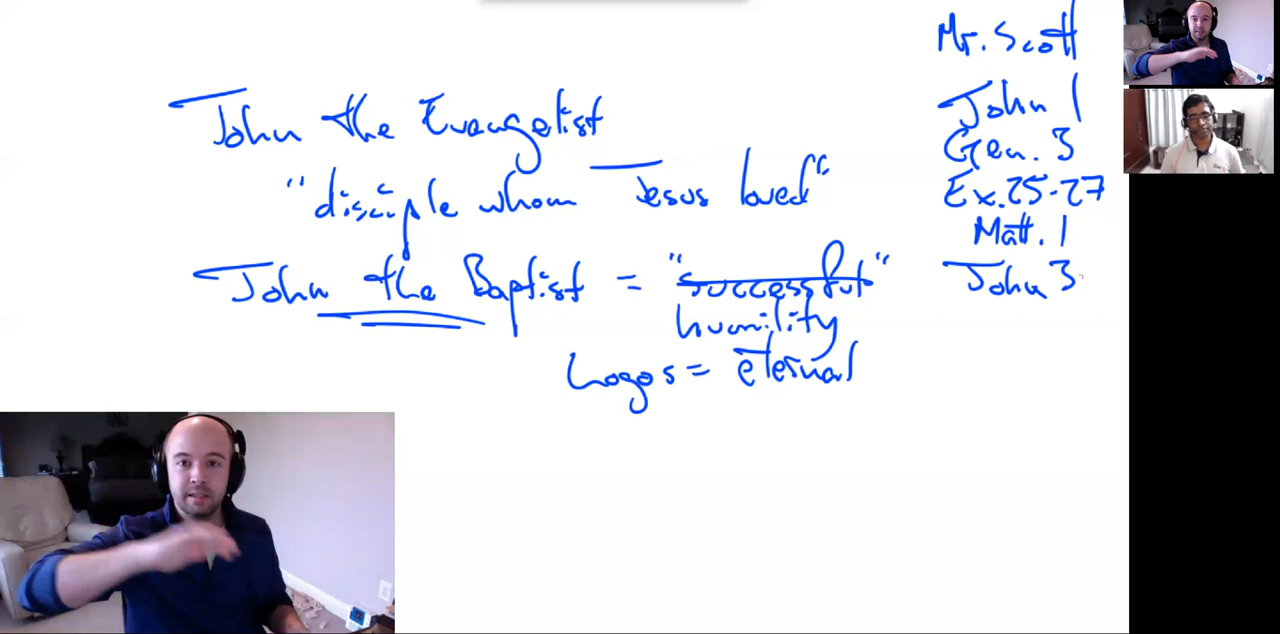 John the Evangelist
"disciple whom Jesus loved"
John the Baptist = "successful"
humility
Logos = eternal
Mr. Scott
John 1
Gen. 3
Ex. 25-27
Matt. 1
John 3